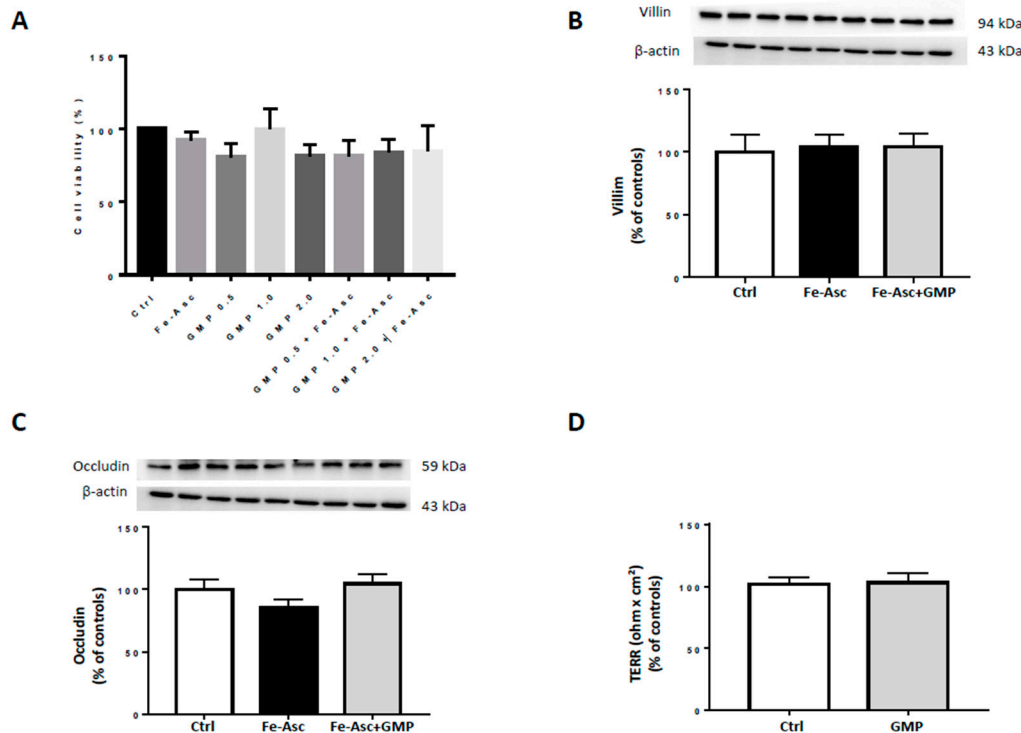 A
Cell viability (%)
150
100
50
0
Ctrl
Fe-Asc
GMP 0.5
GMP 1.0
GMP 2.0
GMP 0.5 + Fe-Asc
GMP 1.0 + Fe-Asc
GMP 2.0 + Fe-Asc
B
Villin
94 kDa
β-actin
43 kDa
Villim
(% of controls)
150
100
50
0
Ctrl
Fe-Asc
Fe-Asc+GMP
C
Occludin
59 kDa
β-actin
43 kDa
Occludin
(% of controls)
150
100
50
0
Ctrl
Fe-Asc
Fe-Asc+GMP
D
TERR (ohm x cm²)
(% of controls)
150
100
50
0
Ctrl
GMP